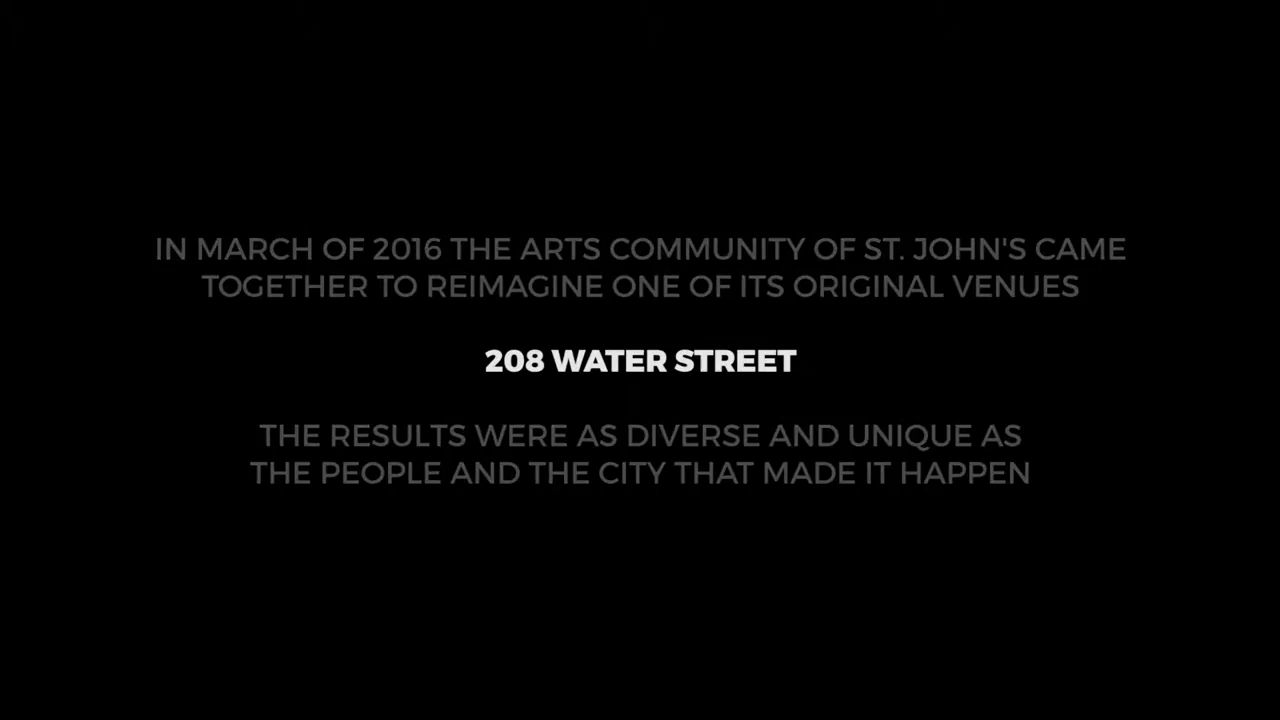 IN MARCH OF 2016 THE ARTS COMMUNITY OF ST. JOHN'S CAME
TOGETHER TO REIMAGINE ONE OF ITS ORIGINAL VENUES
208 WATER STREET
THE RESULTS WERE AS DIVERSE AND UNIQUE AS
THE PEOPLE AND THE CITY THAT MADE IT HAPPEN